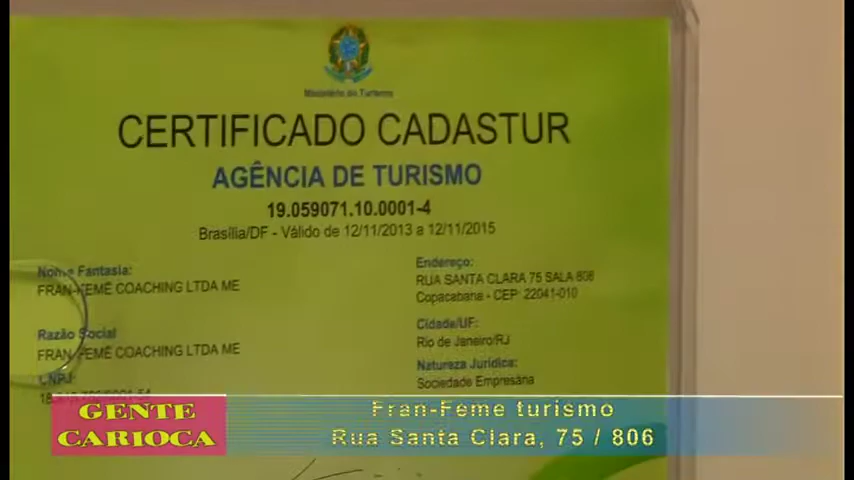 Ministério do Turismo
CERTIFICADO CADASTUR
AGÊNCIA DE TURISMO
19.059071.10.0001-4
Brasília/DF - Válido de 12/11/2013 a 12/11/2015
Nome Fantasia:
FRAN-FEME COACHING LTDA ME
Razão Social
FRAN-FEME COACHING LTDA ME
CNPJ:
Endereço:
RUA SANTA CLARA 75 SALA 806
Copacabana - CEP: 22041-010
Cidade/UF:
Rio de Janeiro/RJ
Natureza Jurídica:
Sociedade Empresária
GENTE
CARIOCA
Fran-Feme turismo
Rua Santa Clara, 75 / 806